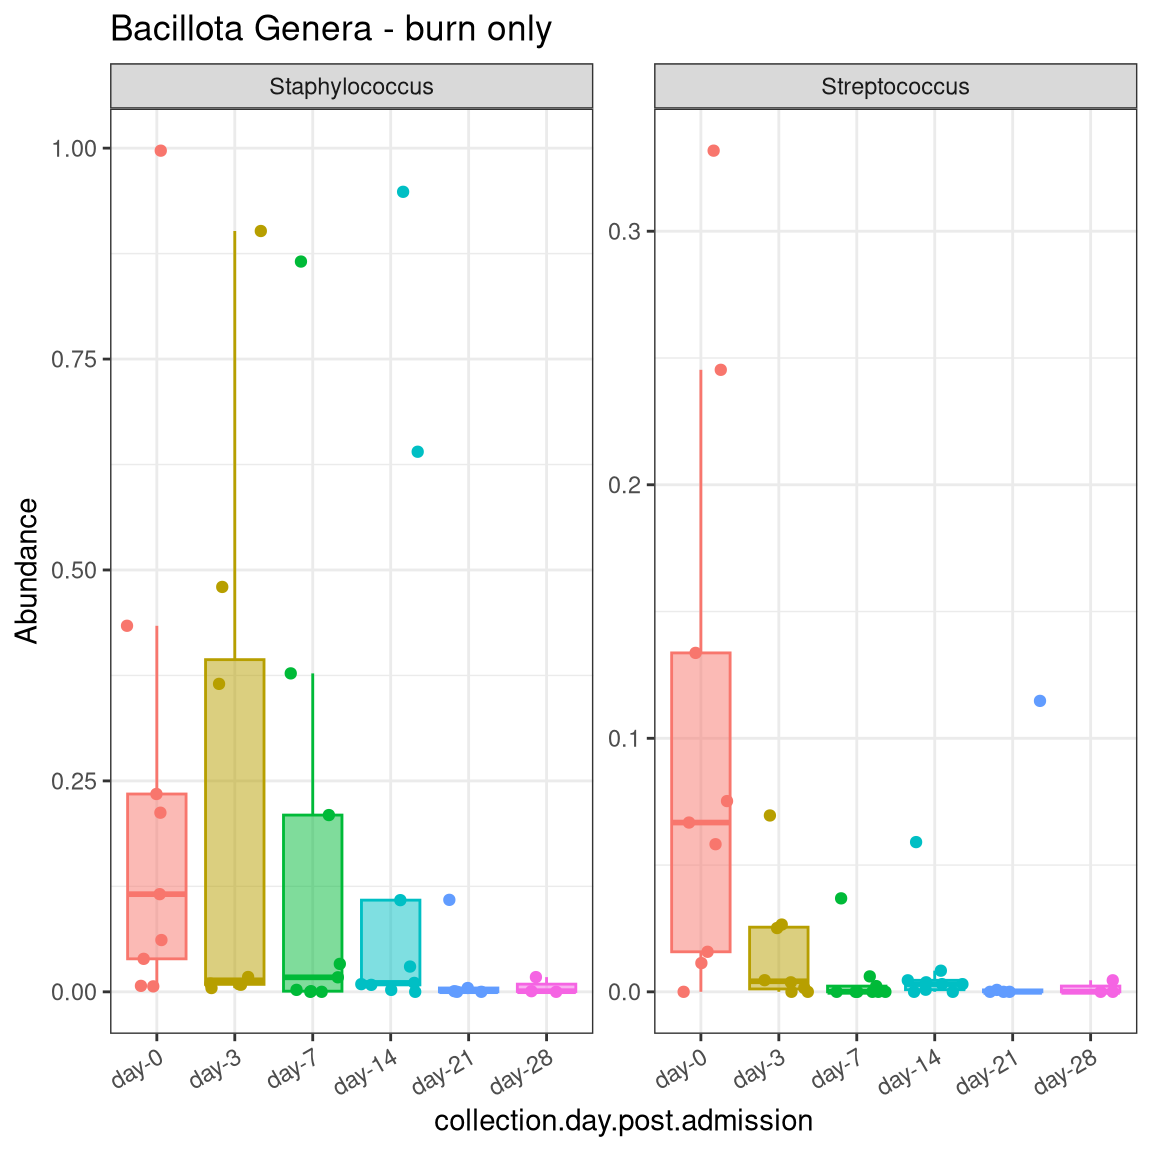 Bacillota Genera - burn only
Staphylococcus
Streptococcus
Abundance
1.00
0.75
0.50
0.25
0.00
0.3
0.2
0.1
0.0
day-0
day-3
day-7
day-14
day-21
day-28
day-0
day-3
day-7
day-14
day-21
day-28
collection.day.post.admission